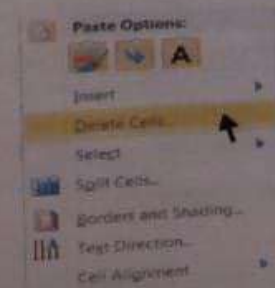 Paste Options:
A
Insert
Delete Cells...
Select
Split Cells...
Borders and Shading...
Text Direction...
Cell Alignment